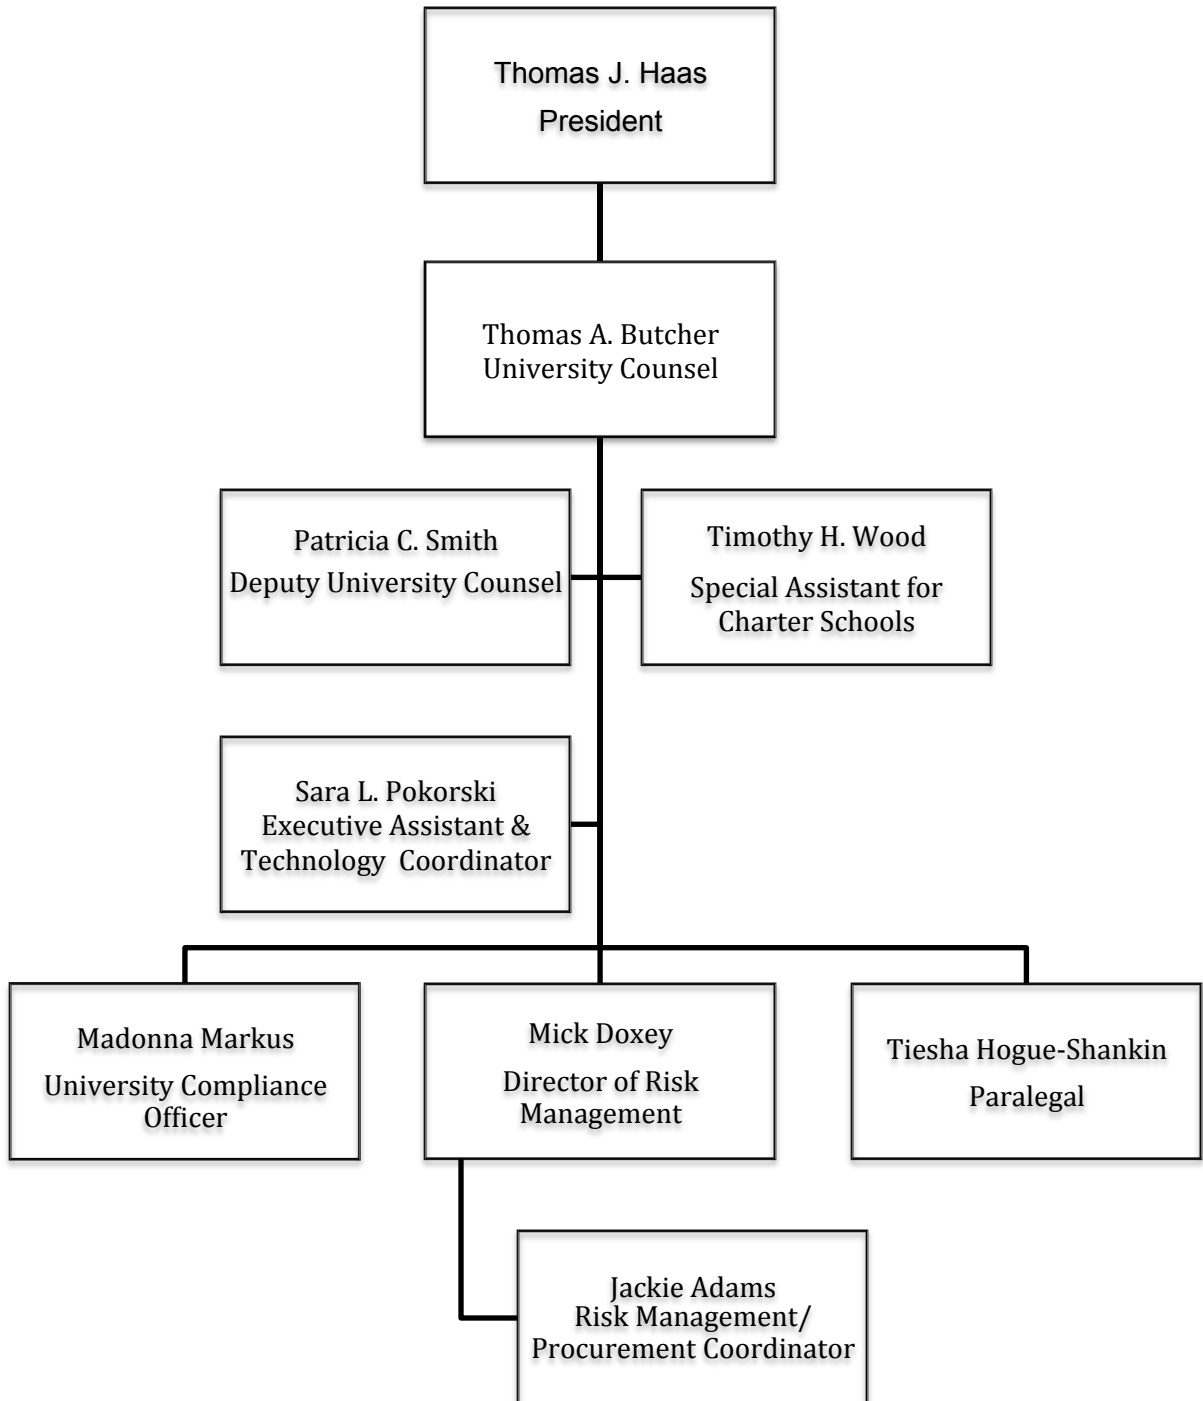 Thomas J. Haas
President
Thomas A. Butcher
University Counsel
Patricia C. Smith
Deputy University Counsel
Timothy H. Wood
Special Assistant for
Charter Schools
Sara L. Pokorski
Executive Assistant &
Technology Coordinator
Madonna Markus
University Compliance
Officer
Mick Doxey
Director of Risk
Management
Tiesha Hogue-Shankin
Paralegal
Jackie Adams
Risk Management/
Procurement Coordinator